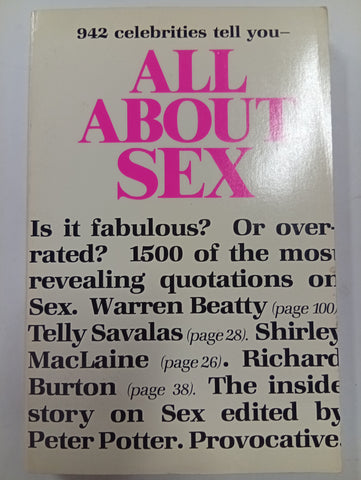 942 celebrities tell you–
ALL
ABOUT
SEX
Is it fabulous? Or over-
rated? 1500 of the most
revealing quotations on
Sex. Warren Beatty (page 100)
Telly Savalas (page 28). Shirley
MacLaine (page 26). Richard
Burton (page 38). The inside
story on Sex edited by
Peter Potter. Provocative.